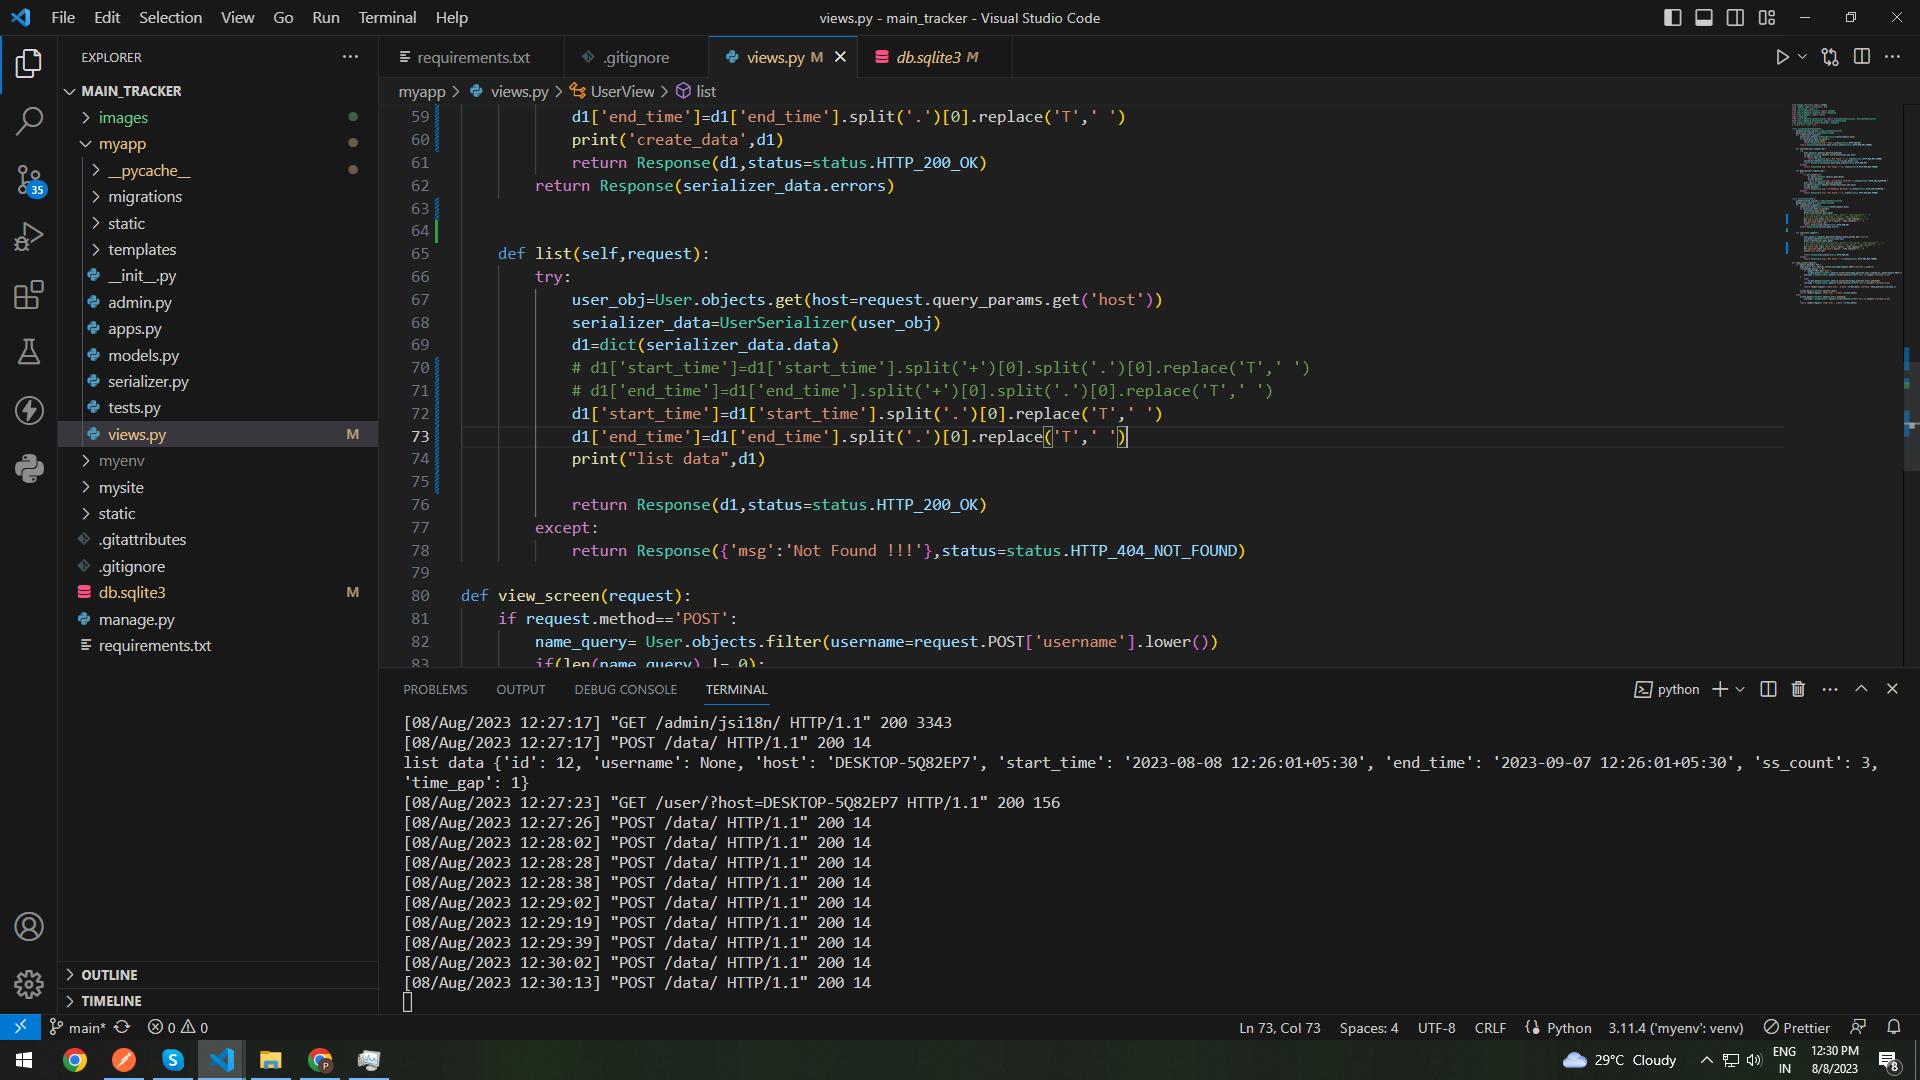 File Edit Selection View Go Run Terminal Help
views.py - main_tracker - Visual Studio Code
EXPLORER
MAIN_TRACKER
images
myapp
__pycache__
migrations
static
templates
__init__.py
admin.py
apps.py
models.py
serializer.py
tests.py
views.py M
myenv
mysite
static
.gitattributes
.gitignore
db.sqlite3 M
manage.py
requirements.txt
OUTLINE
TIMELINE
35
requirements.txt .gitignore views.py M db.sqlite3 M
myapp > views.py > UserView > list
59 d1['end_time']=d1['end_time'].split('.')[0].replace('T',' ')
60 print('create_data',d1)
61 return Response(d1,status=status.HTTP_200_OK)
62 return Response(serializer_data.errors)
63
64
65 def list(self,request):
66 try:
67 user_obj=User.objects.get(host=request.query_params.get('host'))
68 serializer_data=UserSerializer(user_obj)
69 d1=dict(serializer_data.data)
70 # d1['start_time']=d1['start_time'].split('+')[0].split('.')[0].replace('T',' ')
71 # d1['end_time']=d1['end_time'].split('+')[0].split('.')[0].replace('T',' ')
72 d1['start_time']=d1['start_time'].split('.')[0].replace('T',' ')
73 d1['end_time']=d1['end_time'].split('.')[0].replace('T',' ')
74 print("list data",d1)
75
76 return Response(d1,status=status.HTTP_200_OK)
77 except:
78 return Response({'msg':'Not Found !!!'},status=status.HTTP_404_NOT_FOUND)
79
80 def view_screen(request):
81 if request.method=='POST':
82 name_query= User.objects.filter(username=request.POST['username'].lower())
83 if(len(name_query) != 0):
PROBLEMS OUTPUT DEBUG CONSOLE TERMINAL
python
[08/Aug/2023 12:27:17] "GET /admin/jsi18n/ HTTP/1.1" 200 3343
[08/Aug/2023 12:27:17] "POST /data/ HTTP/1.1" 200 14
list data {'id': 12, 'username': None, 'host': 'DESKTOP-5Q82EP7', 'start_time': '2023-08-08 12:26:01+05:30', 'end_time': '2023-09-07 12:26:01+05:30', 'ss_count': 3,
'time_gap': 1}
[08/Aug/2023 12:27:23] "GET /user/?host=DESKTOP-5Q82EP7 HTTP/1.1" 200 156
[08/Aug/2023 12:27:26] "POST /data/ HTTP/1.1" 200 14
[08/Aug/2023 12:28:02] "POST /data/ HTTP/1.1" 200 14
[08/Aug/2023 12:28:28] "POST /data/ HTTP/1.1" 200 14
[08/Aug/2023 12:28:38] "POST /data/ HTTP/1.1" 200 14
[08/Aug/2023 12:29:02] "POST /data/ HTTP/1.1" 200 14
[08/Aug/2023 12:29:19] "POST /data/ HTTP/1.1" 200 14
[08/Aug/2023 12:29:39] "POST /data/ HTTP/1.1" 200 14
[08/Aug/2023 12:30:02] "POST /data/ HTTP/1.1" 200 14
[08/Aug/2023 12:30:13] "POST /data/ HTTP/1.1" 200 14
main* 0 0
Ln 73, Col 73 Spaces: 4 UTF-8 CRLF Python 3.11.4 ('myenv': venv) Prettier
29°C Cloudy
ENG
IN
12:30 PM
8/8/2023
8